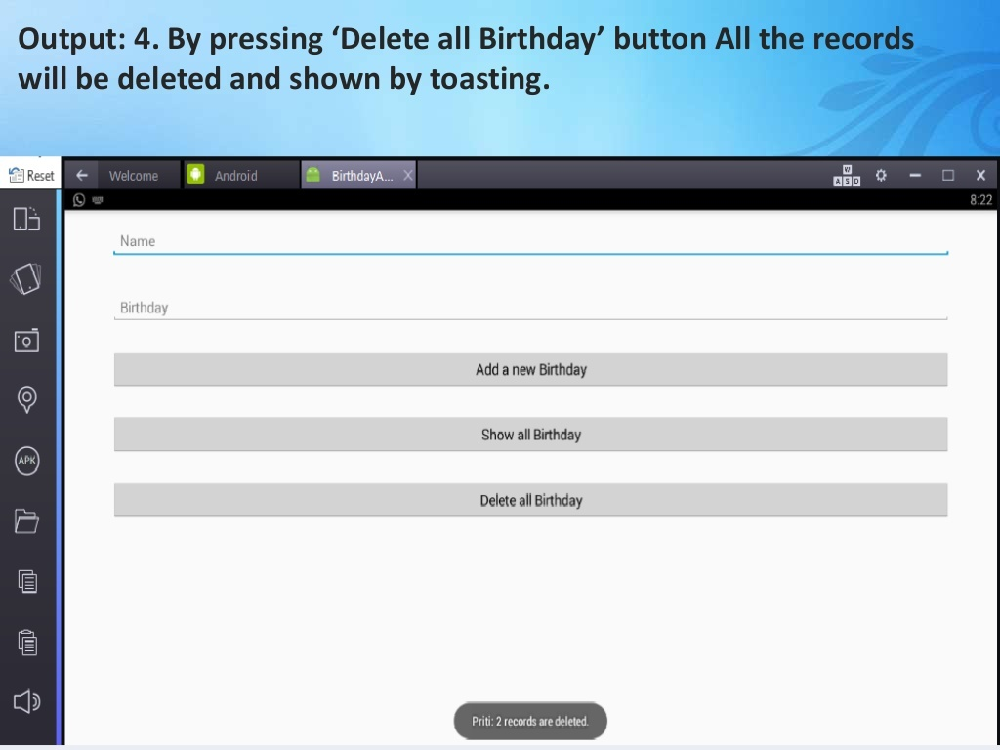 Output: 4. By pressing ‘Delete all Birthday’ button All the records
will be deleted and shown by toasting.
Reset
Welcome
Android
BirthdayA... X
W
A S D
8:22
Name
Birthday
Add a new Birthday
Show all Birthday
Delete all Birthday
APK
Priti: 2 records are deleted.